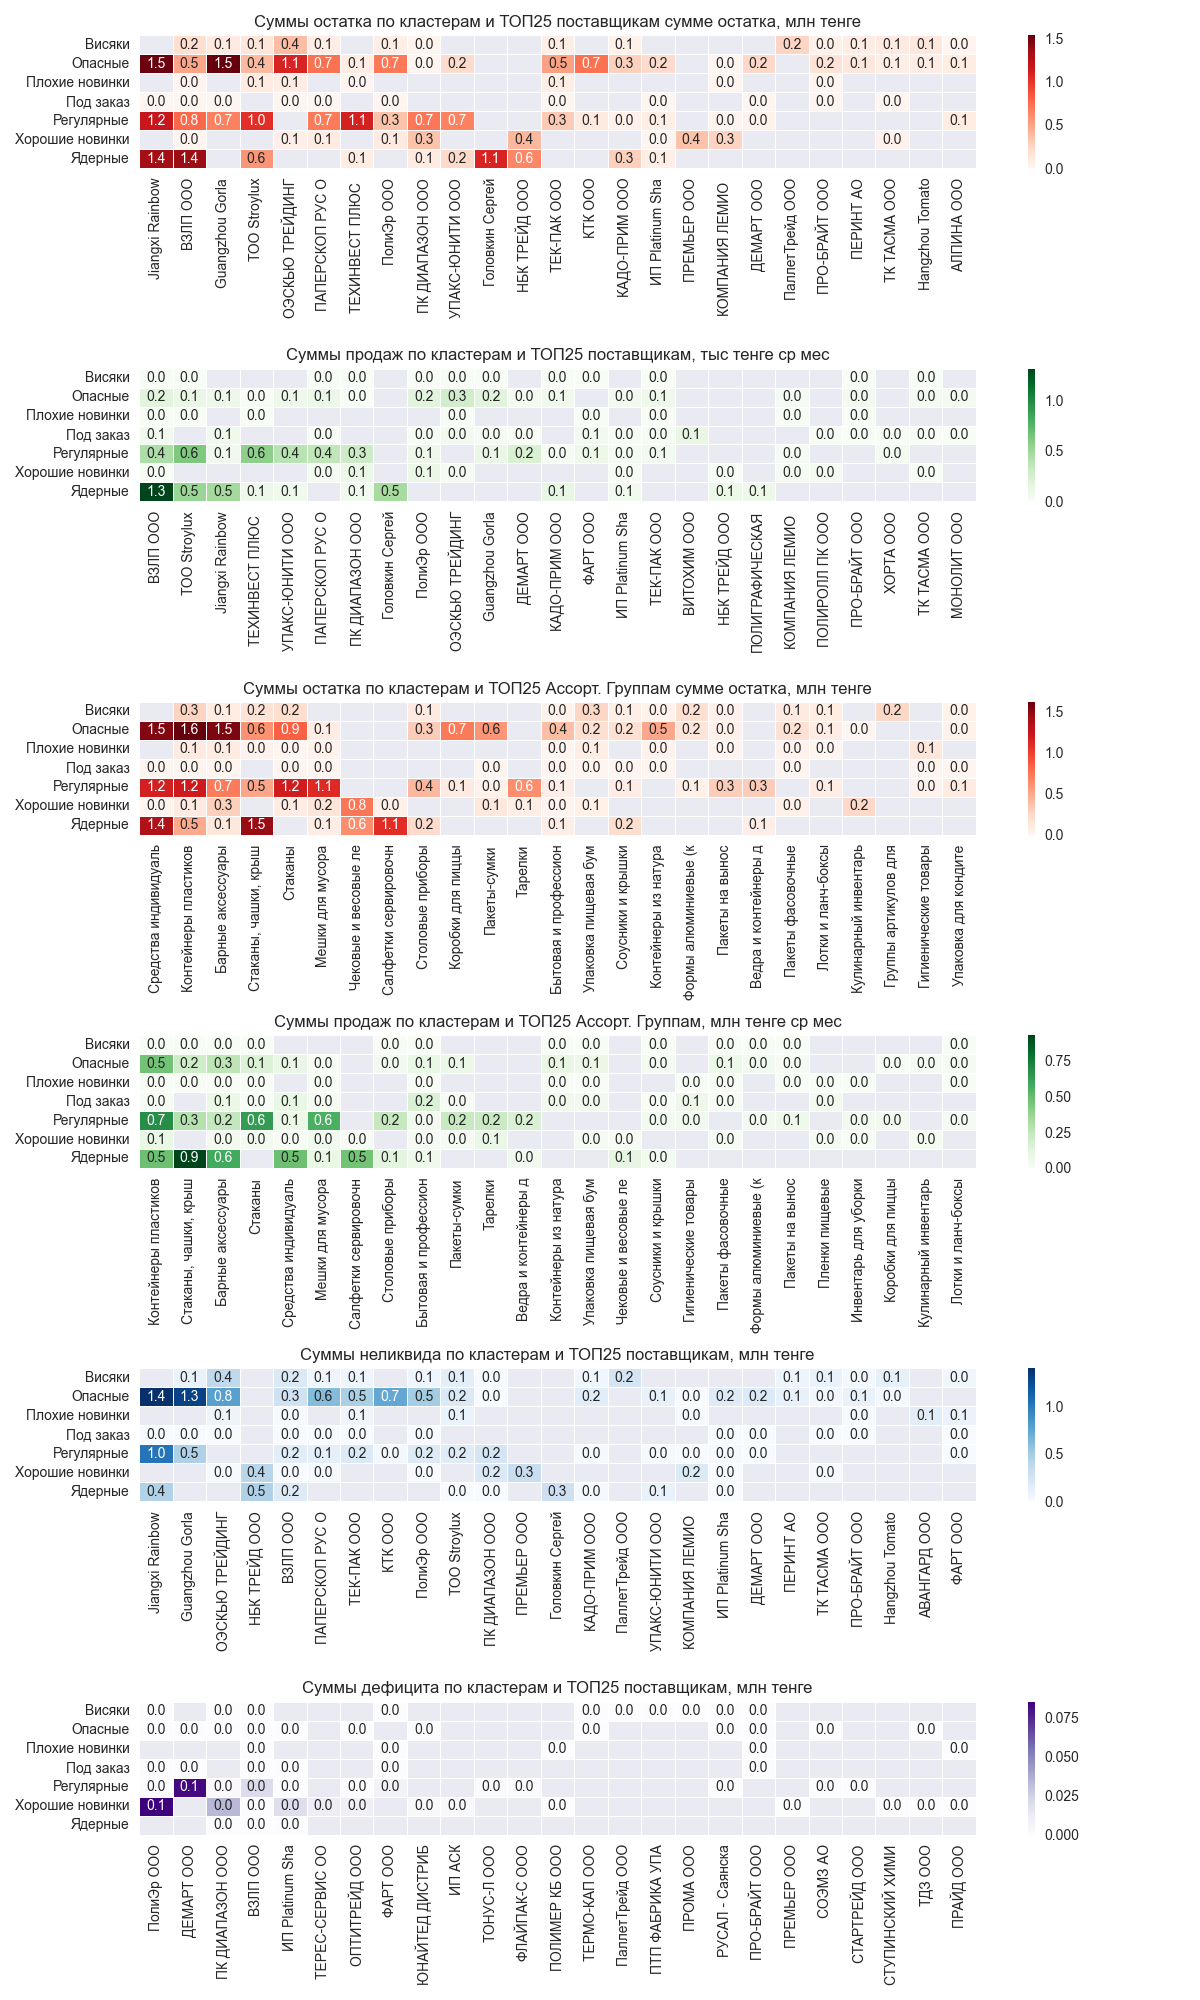 Суммы остатка по кластерам и ТОП25 поставщикам сумме остатка, млн тенге
Висяки 0.2 0.1 0.1 0.4 0.1 0.1 0.0 0.1 0.1 0.2 0.0 0.1 0.1 0.1 0.0
Опасные 1.5 0.5 1.5 0.4 1.1 0.7 0.1 0.7 0.0 0.2 0.5 0.7 0.3 0.2 0.0 0.2 0.2 0.1 0.1 0.1 0.1
Плохие новинки 0.0 0.1 0.1 0.0 0.1 0.0 0.0
Под заказ 0.0 0.0 0.0 0.0 0.0 0.0 0.0 0.0 0.0 0.0 0.0
Регулярные 1.2 0.8 0.7 1.0 0.7 1.1 0.3 0.7 0.7 0.3 0.1 0.0 0.1 0.0 0.0 0.1
Хорошие новинки 0.0 0.1 0.1 0.1 0.3 0.4 0.0 0.4 0.3 0.0
Ядерные 1.4 1.4 0.6 0.1 0.1 0.2 1.1 0.6 0.3 0.1
1.5
1.0
0.5
0.0
Jiangxi Rainbow
ВЗЛП ООО
Guangzhou Gorla
ТОО Stroylux
ОЭСКЬЮ ТРЕЙДИНГ
ПАПЕРСКОП РУС О
ТЕХИНВЕСТ ПЛЮС
ПолиЭр ООО
ПК ДИАПАЗОН ООО
УПАКС-ЮНИТИ ООО
Головкин Сергей
НБК ТРЕЙД ООО
ТЕК-ПАК ООО
КТК ООО
КАДО-ПРИМ ООО
ИП Platinum Sha
ПРЕМЬЕР ООО
КОМПАНИЯ ЛЕМИО
ДЕМАРТ ООО
ПаллетТрейд ООО
ПРО-БРАЙТ ООО
ПЕРИНТ АО
ТК ТАСМА ООО
Hangzhou Tomato
АЛПИНА ООО
Суммы продаж по кластерам и ТОП25 поставщикам, тыс тенге ср мес
Висяки 0.0 0.0 0.0 0.0 0.0 0.0 0.0 0.0 0.0 0.0 0.0 0.0 0.0
Опасные 0.2 0.1 0.1 0.0 0.1 0.1 0.0 0.2 0.3 0.2 0.0 0.1 0.0 0.1 0.0 0.0 0.0 0.0
Плохие новинки 0.0 0.0 0.0 0.0 0.0 0.0 0.0 0.0
Под заказ 0.1 0.1 0.0 0.0 0.0 0.0 0.0 0.1 0.0 0.0 0.1 0.0 0.0 0.0 0.0 0.0
Регулярные 0.4 0.6 0.1 0.6 0.4 0.4 0.3 0.1 0.1 0.2 0.0 0.1 0.0 0.1 0.0 0.0
Хорошие новинки 0.0 0.0 0.1 0.1 0.0 0.0 0.0 0.0 0.0 0.0
Ядерные 1.3 0.5 0.5 0.1 0.1 0.1 0.5 0.1 0.1 0.1 0.1
1.0
0.5
0.0
ВЗЛП ООО
ТОО Stroylux
Jiangxi Rainbow
ТЕХИНВЕСТ ПЛЮС
УПАКС-ЮНИТИ ООО
ПАПЕРСКОП РУС О
ПК ДИАПАЗОН ООО
Головкин Сергей
ПолиЭр ООО
ОЭСКЬЮ ТРЕЙДИНГ
Guangzhou Gorla
ДЕМАРТ ООО
КАДО-ПРИМ ООО
ФАРТ ООО
ИП Platinum Sha
ТЕК-ПАК ООО
ВИТОХИМ ООО
НБК ТРЕЙД ООО
ПОЛИГРАФИЧЕСКАЯ
КОМПАНИЯ ЛЕМИО
ПОЛИРОЛЛ ПК ООО
ПРО-БРАЙТ ООО
ХОРТА ООО
ТК ТАСМА ООО
МОНОЛИТ ООО
Суммы остатка по кластерам и ТОП25 Ассорт. Группам сумме остатка, млн тенге
Висяки 0.3 0.1 0.2 0.2 0.1 0.0 0.3 0.1 0.0 0.2 0.0 0.1 0.1 0.2 0.0
Опасные 1.5 1.6 1.5 0.6 0.9 0.1 0.3 0.7 0.6 0.4 0.2 0.2 0.5 0.2 0.0 0.2 0.1 0.0 0.0
Плохие новинки 0.1 0.1 0.0 0.0 0.0 0.0 0.1 0.0 0.0 0.0 0.0 0.1
Под заказ 0.0 0.0 0.0 0.0 0.0 0.0 0.0 0.0 0.0 0.0 0.0 0.0
Регулярные 1.2 1.2 0.7 0.5 1.2 1.1 0.4 0.1 0.0 0.6 0.1 0.1 0.1 0.3 0.3 0.1 0.0 0.1
Хорошие новинки 0.0 0.1 0.3 0.1 0.2 0.8 0.0 0.1 0.1 0.0 0.1 0.0 0.2
Ядерные 1.4 0.5 0.1 1.5 0.1 0.6 1.1 0.2 0.1 0.2 0.1
1.5
1.0
0.5
0.0
Средства индивидуаль
Контейнеры пластиков
Барные аксессуары
Стаканы, чашки, крыш
Стаканы
Мешки для мусора
Чековые и весовые ле
Салфетки сервировочн
Столовые приборы
Коробки для пиццы
Пакеты-сумки
Тарелки
Бытовая и профессион
Упаковка пищевая бум
Соусники и крышки
Контейнеры из натура
Формы алюминиевые (к
Пакеты на вынос
Ведра и контейнеры д
Пакеты фасовочные
Лотки и ланч-боксы
Кулинарный инвентарь
Группы артикулов для
Гигиенические товары
Упаковка для кондите
Суммы продаж по кластерам и ТОП25 Ассорт. Группам, млн тенге ср мес
Висяки 0.0 0.0 0.0 0.0 0.0 0.0 0.0 0.0 0.0 0.0 0.0 0.0 0.0
Опасные 0.5 0.2 0.3 0.1 0.1 0.0 0.0 0.1 0.1 0.1 0.1 0.0 0.1 0.0 0.0 0.0 0.0 0.0
Плохие новинки 0.0 0.0 0.0 0.0 0.0 0.0 0.0 0.0 0.0 0.0 0.0 0.0 0.0 0.0
Под заказ 0.0 0.1 0.0 0.1 0.0 0.2 0.0 0.0 0.0 0.0 0.1 0.0 0.0
Регулярные 0.7 0.3 0.2 0.6 0.1 0.6 0.2 0.0 0.2 0.2 0.2 0.0 0.0 0.0 0.1 0.0 0.0 0.0
Хорошие новинки 0.1 0.0 0.0 0.0 0.0 0.0 0.0 0.0 0.1 0.0 0.0 0.0 0.0 0.0 0.0
Ядерные 0.5 0.9 0.6 0.5 0.1 0.5 0.1 0.1 0.0 0.1 0.0
0.75
0.50
0.25
0.00
Контейнеры пластиков
Стаканы, чашки, крыш
Барные аксессуары
Стаканы
Средства индивидуаль
Мешки для мусора
Салфетки сервировочн
Столовые приборы
Бытовая и профессион
Пакеты-сумки
Тарелки
Ведра и контейнеры д
Контейнеры из натура
Упаковка пищевая бум
Чековые и весовые ле
Соусники и крышки
Гигиенические товары
Пакеты фасовочные
Формы алюминиевые (к
Пакеты на вынос
Пленки пищевые
Инвентарь для уборки
Коробки для пиццы
Кулинарный инвентарь
Лотки и ланч-боксы
Суммы неликвида по кластерам и ТОП25 поставщикам, млн тенге
Висяки 0.1 0.4 0.2 0.1 0.1 0.1 0.1 0.0 0.1 0.2 0.1 0.1 0.0 0.1 0.0
Опасные 1.4 1.3 0.8 0.3 0.6 0.5 0.7 0.5 0.2 0.0 0.2 0.1 0.0 0.2 0.2 0.1 0.0 0.1 0.0
Плохие новинки 0.1 0.0 0.1 0.1 0.0 0.0 0.1 0.1
Под заказ 0.0 0.0 0.0 0.0 0.0 0.0 0.0 0.0 0.0 0.0 0.0 0.0 0.0
Регулярные 1.0 0.5 0.2 0.1 0.2 0.0 0.2 0.2 0.2 0.0 0.0 0.0 0.0 0.0 0.0
Хорошие новинки 0.0 0.4 0.0 0.0 0.0 0.2 0.3 0.2 0.0 0.0
Ядерные 0.4 0.5 0.2 0.0 0.0 0.3 0.0 0.1 0.0
1.0
0.5
0.0
Jiangxi Rainbow
Guangzhou Gorla
ОЭСКЬЮ ТРЕЙДИНГ
НБК ТРЕЙД ООО
ВЗЛП ООО
ПАПЕРСКОП РУС О
ТЕК-ПАК ООО
КТК ООО
ПолиЭр ООО
ТОО Stroylux
ПК ДИАПАЗОН ООО
ПРЕМЬЕР ООО
Головкин Сергей
КАДО-ПРИМ ООО
ПаллетТрейд ООО
УПАКС-ЮНИТИ ООО
КОМПАНИЯ ЛЕМИО
ИП Platinum Sha
ДЕМАРТ ООО
ПЕРИНТ АО
ТК ТАСМА ООО
ПРО-БРАЙТ ООО
Hangzhou Tomato
АВАНГАРД ООО
ФАРТ ООО
Суммы дефицита по кластерам и ТОП25 поставщикам, млн тенге
Висяки 0.0 0.0 0.0 0.0 0.0 0.0 0.0 0.0 0.0 0.0
Опасные 0.0 0.0 0.0 0.0 0.0 0.0 0.0 0.0 0.0 0.0 0.0 0.0
Плохие новинки 0.0 0.0 0.0 0.0 0.0
Под заказ 0.0 0.0 0.0 0.0 0.0 0.0 0.0
Регулярные 0.0 0.1 0.0 0.0 0.0 0.0 0.0 0.0 0.0 0.0 0.0 0.0
Хорошие новинки 0.1 0.0 0.0 0.0 0.0 0.0 0.0 0.0 0.0 0.0 0.0 0.0 0.0
Ядерные 0.0 0.0 0.0
0.075
0.050
0.025
0.000
ПолиЭр ООО
ДЕМАРТ ООО
ПК ДИАПАЗОН ООО
ВЗЛП ООО
ИП Platinum Sha
ТЕРЕС-СЕРВИС ОО
ОПТИТРЕЙД ООО
ФАРТ ООО
ЮНАЙТЕД ДИСТРИБ
ИП АСК
ТОНУС-Л ООО
ФЛАЙПАК-С ООО
ПОЛИМЕР КБ ООО
ТЕРМО-КАП ООО
ПаллетТрейд ООО
ПТП ФАБРИКА УПА
ПРОМА ООО
РУСАЛ - Саянска
ПРО-БРАЙТ ООО
ПРЕМЬЕР ООО
СОЭМЗ АО
СТАРТРЕЙД ООО
СТУПИНСКИЙ ХИМИ
ТДЗ ООО
ПРАЙД ООО